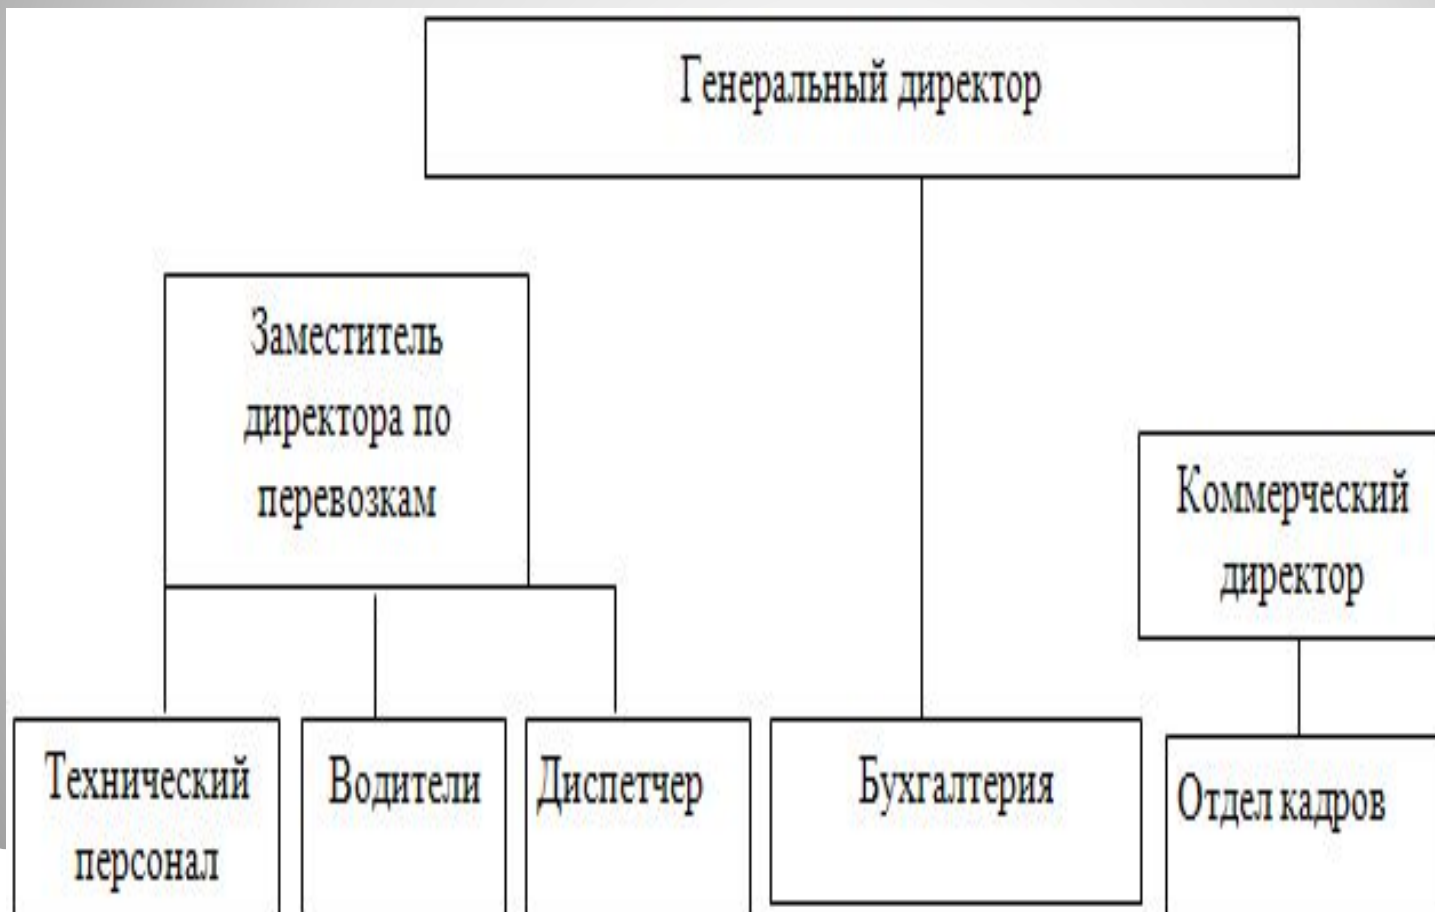 Генеральный директор
Заместитель
директора по
перевозкам
Коммерческий
директор
Технический
персонал
Водители
Диспетчер
Бухгалтерия
Отдел кадров